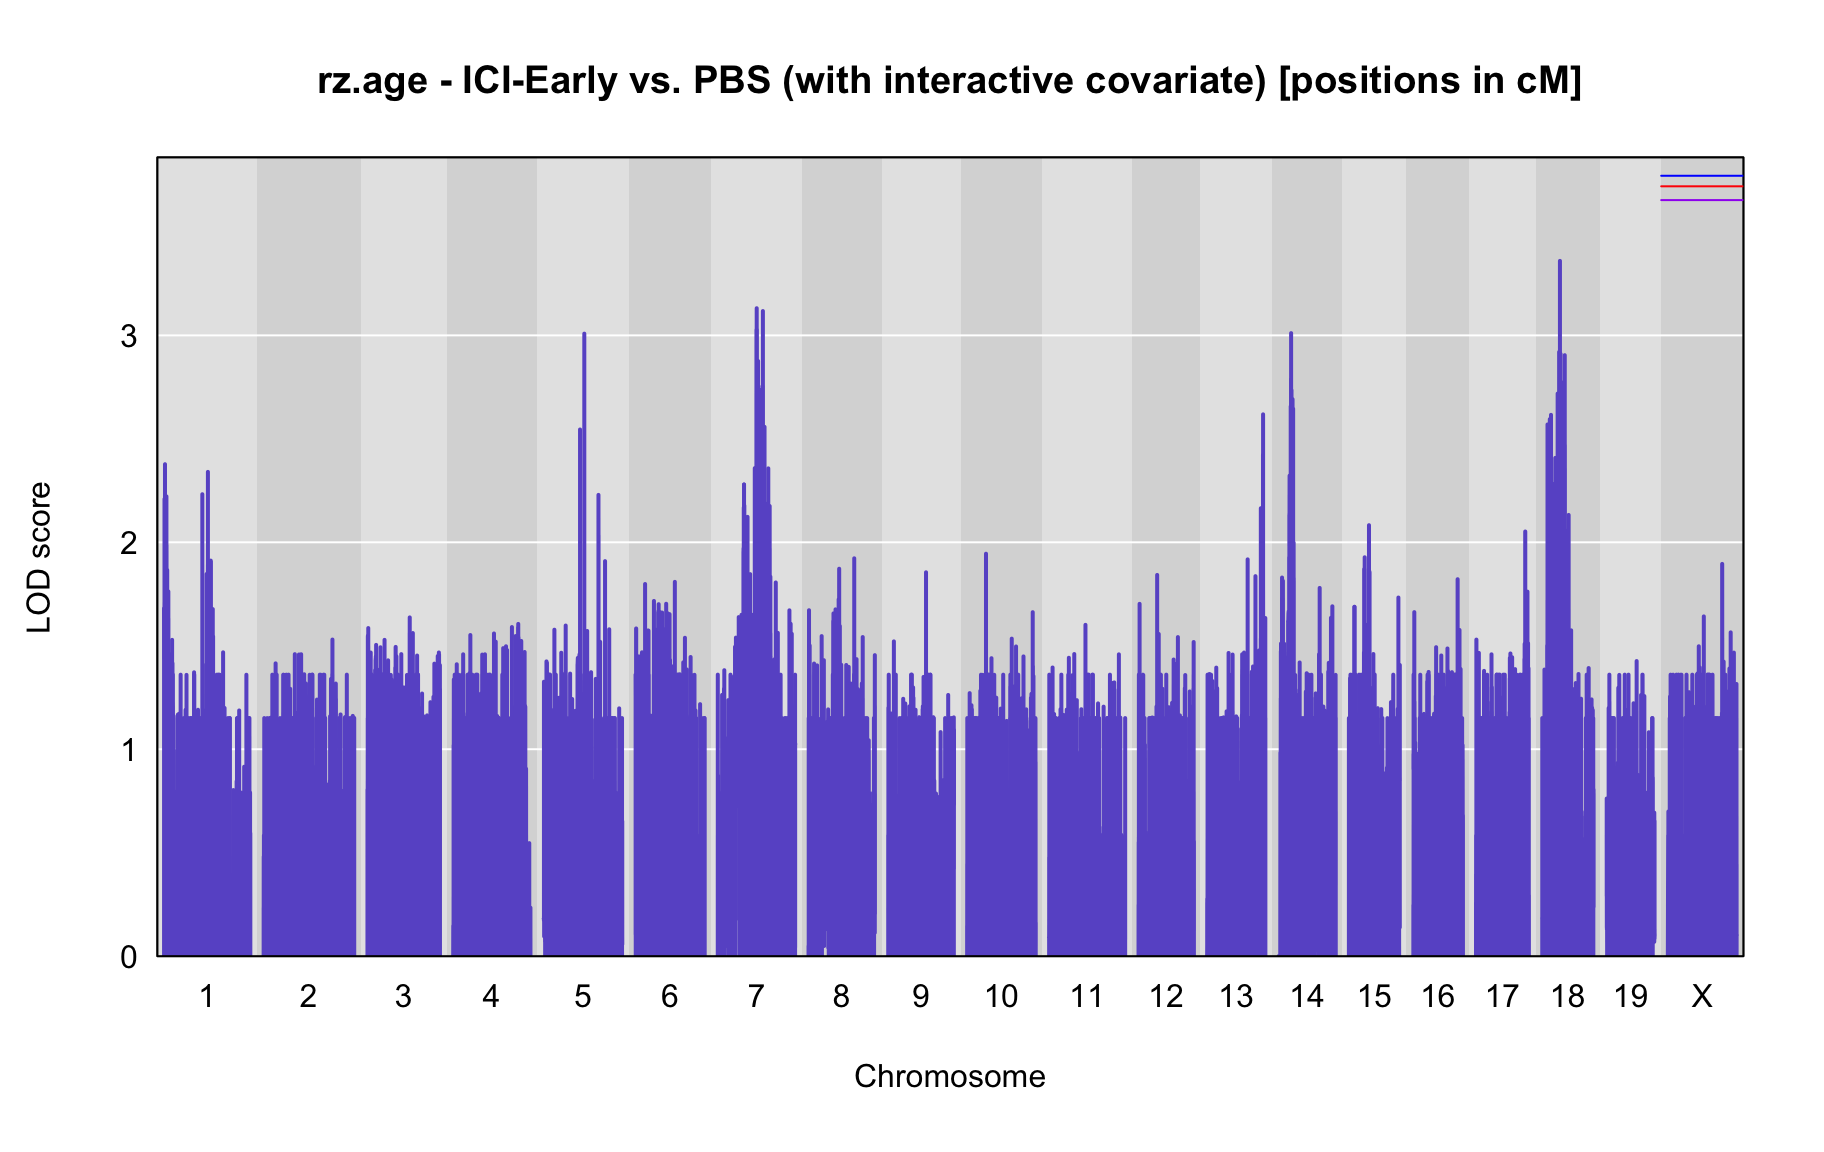 rz.age - ICI-Early vs. PBS (with interactive covariate) [positions in cM]
LOD score
3
2
1
0
1 2 3 4 5 6 7 8 9 10 11 12 13 14 15 16 17 18 19 X
Chromosome